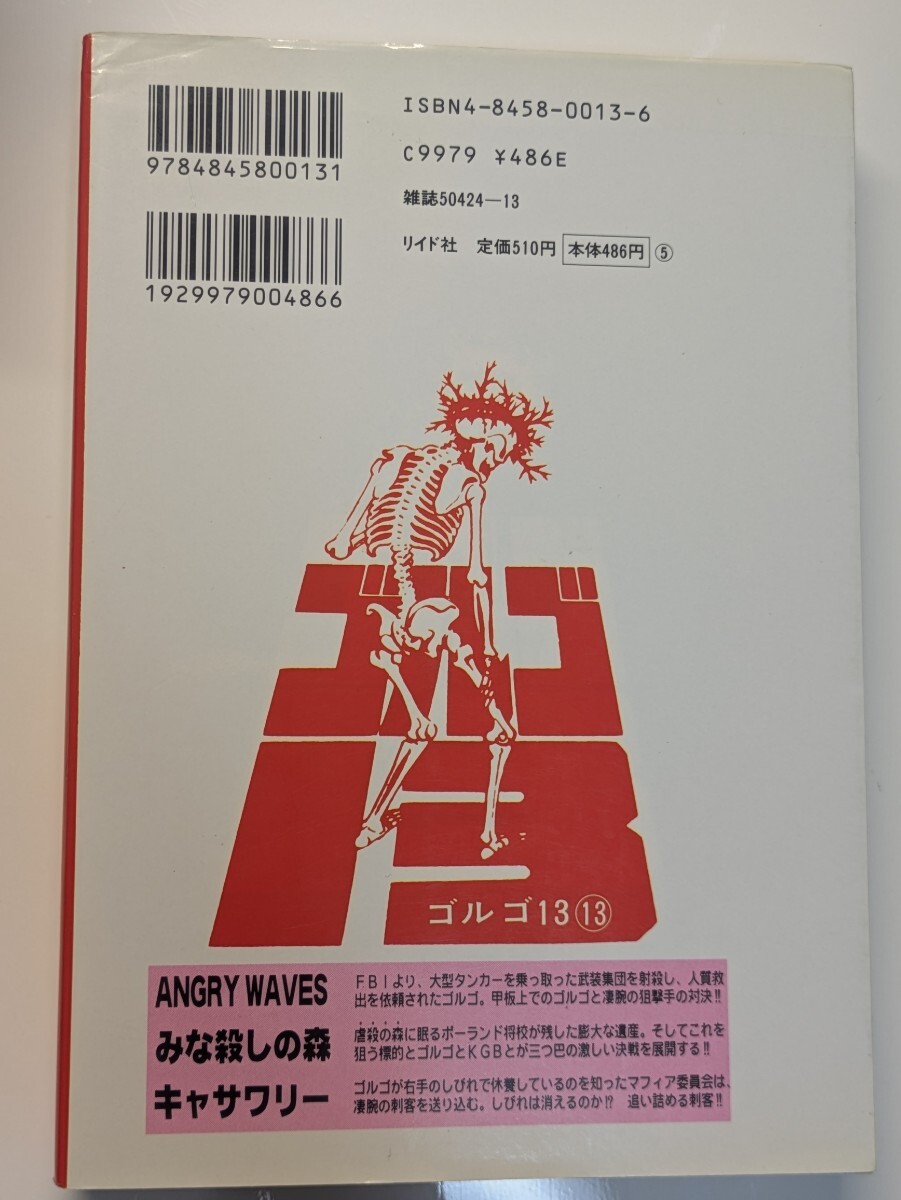 9784845800131
1929979004866
ISBN4-8458-0013-6
C9979 ¥486E
雑誌50424-13
リイド社 定価510円 本体486円 ⑤
ゴルゴ
13
ゴルゴ13⑬
ANGRY WAVES
FBIより、大型タンカーを乗っ取った武装集団を射殺し、人質救
出を依頼されたゴルゴ。甲板上でのゴルゴと凄腕の狙撃手の対決!!
みな殺しの森
虐殺の森に眠るポーランド将校が残した膨大な遺産。そしてこれを
狙う標的とゴルゴとKGBとが三つ巴の激しい決戦を展開する!!
キャサワリー
ゴルゴが右手のしびれで休養しているのを知ったマフィア委員会は、
凄腕の刺客を送り込む。しびれは消えるのか!? 追い詰める刺客!!